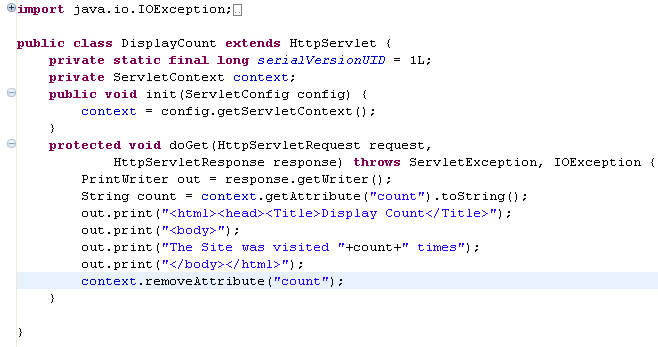 import java.io.IOException;
public class DisplayCount extends HttpServlet {
private static final long serialVersionUID = 1L;
private ServletContext context;
public void init(ServletConfig config) {
context = config.getServletContext();
}
protected void doGet(HttpServletRequest request,
HttpServletResponse response) throws ServletException, IOException {
PrintWriter out = response.getWriter();
String count = context.getAttribute("count").toString();
out.print("<html><head><Title>Display Count</Title>");
out.print("<body>");
out.print("The Site was visited "+count+" times");
out.print("</body></html>");
context.removeAttribute("count");
}
}